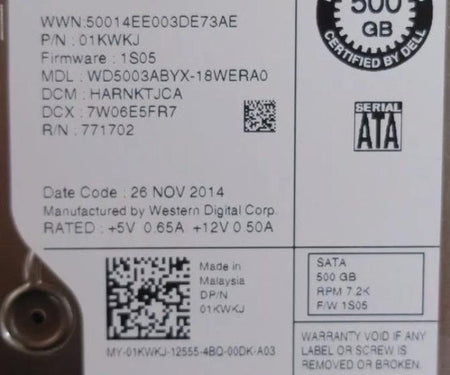 WWN:50014EE003DE73AE
P/N : 01KWKJ
Firmware : 1S05
MDL : WD5003ABYX-18WERA0
DCM : HARNKTJCA
DCX : 7W06E5FR7
R/N : 771702
500
GB
CERTIFIED BY DELL
SERIAL
ATA
Date Code : 26 NOV 2014
Manufactured by Western Digital Corp.
RATED : +5V 0.65A +12V 0.50A
Made in
Malaysia
DP/N
01KWKJ
MY-01KWKJ-12555-4BQ-00DK-A03
SATA
500 GB
RPM 7.2K
F/W 1S05
WARRANTY VOID IF ANY
LABEL OR SCREW IS
REMOVED OR BROKEN.